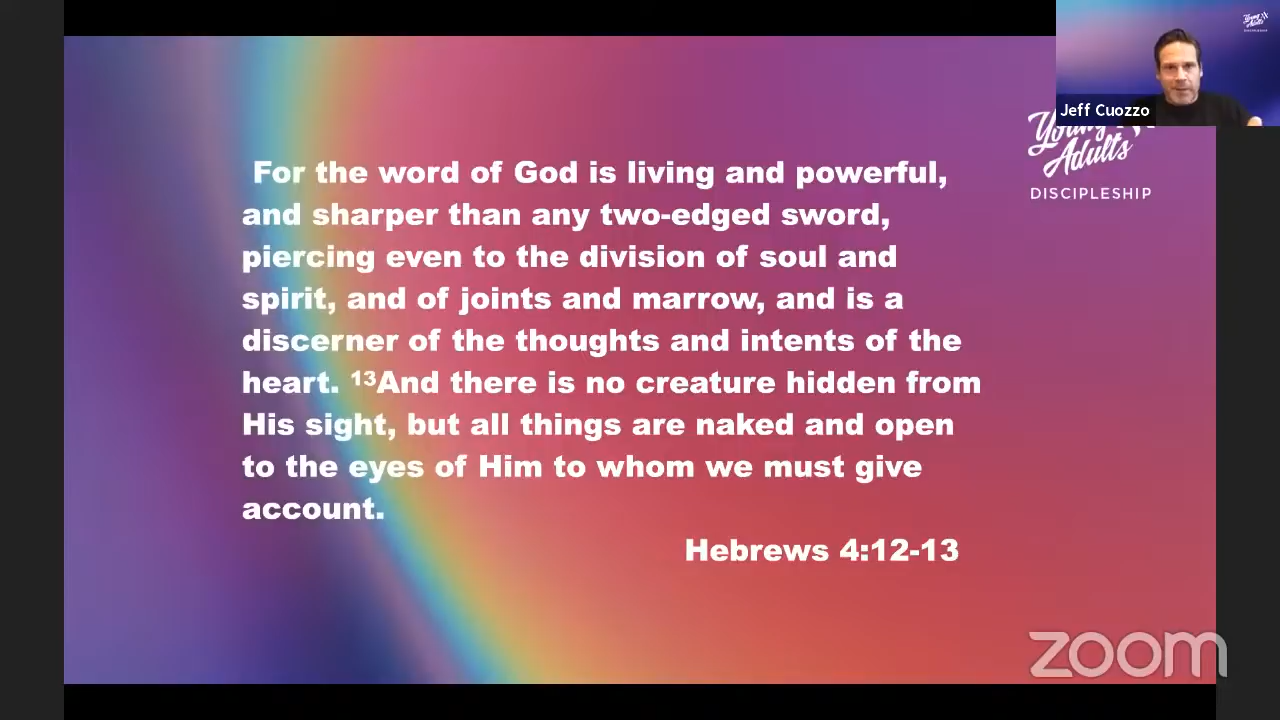 For the word of God is living and powerful,
and sharper than any two-edged sword,
piercing even to the division of soul and
spirit, and of joints and marrow, and is a
discerner of the thoughts and intents of the
heart. ¹³And there is no creature hidden from
His sight, but all things are naked and open
to the eyes of Him to whom we must give
account.
Hebrews 4:12-13
Young
Adults
DISCIPLESHIP
Jeff Cuozzo
Young
Adults
DISCIPLESHIP
zoom